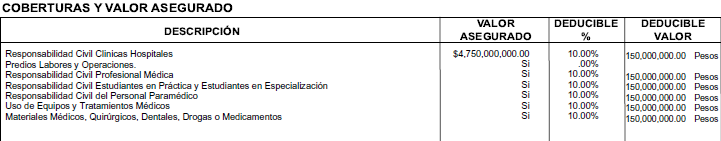 COBERTURAS Y VALOR ASEGURADO
DESCRIPCIÓN VALOR ASEGURADO DEDUCIBLE % DEDUCIBLE VALOR
Responsabilidad Civil Clinicas Hospitales $4,750,000,000.00 10.00% 150,000,000.00 Pesos
Predios Labores y Operaciones. Si .00%
Responsabilidad Civil Profesional Médica Si 10.00% 150,000,000.00 Pesos
Responsabilidad Civil Estudiantes en Práctica y Estudiantes en Especialización Si 10.00% 150,000,000.00 Pesos
Responsabilidad Civil del Personal Paramédico Si 10.00% 150,000,000.00 Pesos
Uso de Equipos y Tratamientos Médicos Si 10.00% 150,000,000.00 Pesos
Materiales Médicos, Quirúrgicos, Dentales, Drogas o Medicamentos Si 10.00% 150,000,000.00 Pesos